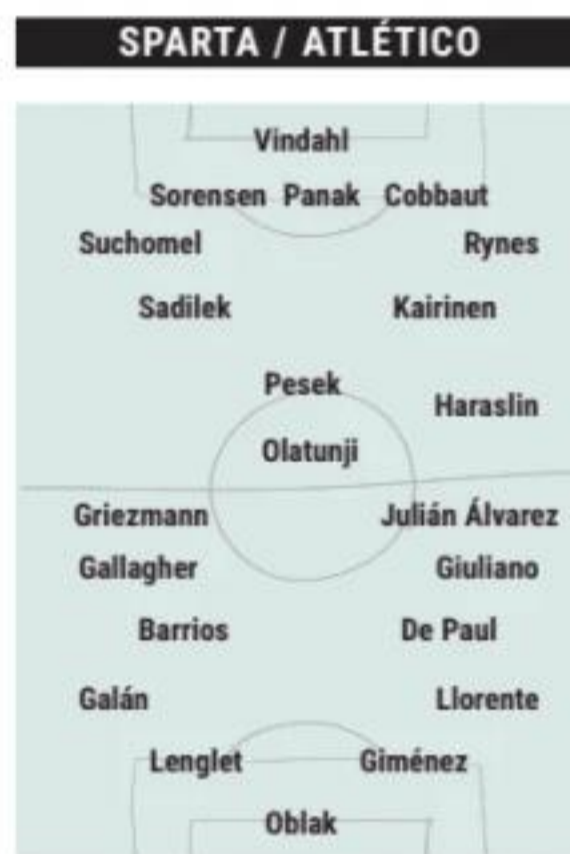 SPARTA / ATLÉTICO
Vindahl
Sorensen Panak Cobbaut
Suchomel Rynes
Sadilek Kairinen
Pesek
Haraslin
Olatunji
Griezmann Julián Álvarez
Gallagher Giuliano
Barrios De Paul
Galán Llorente
Lenglet Giménez
Oblak